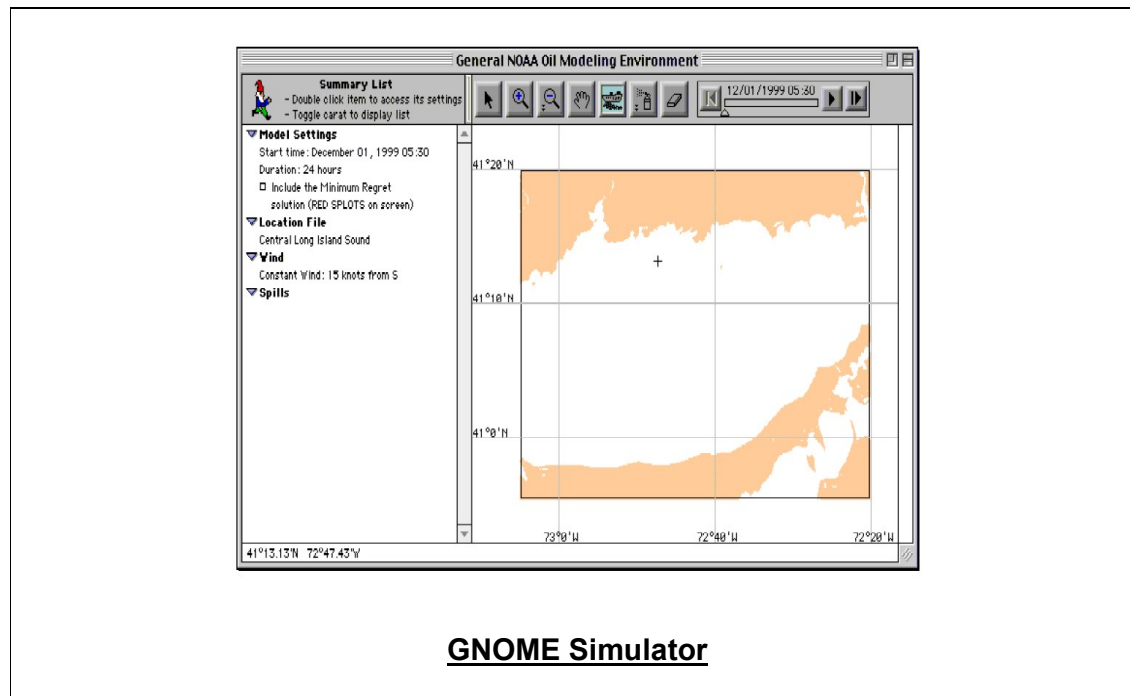 General NOAA Oil Modeling Environment
Summary List
- Double click item to access its settings
- Toggle carat to display list
12/01/1999 05:30
Model Settings
Start time: December 01, 1999 05:30
Duration: 24 hours
Include the Minimum Regret
solution (RED SPLOTS on screen)
Location File
Central Long Island Sound
Wind
Constant Wind: 15 knots from S
Spills
41°20'N
41°10'N
41°0'N
73°0'W
72°40'W
72°20'W
41°13.13'N 72°47.43'W
GNOME Simulator